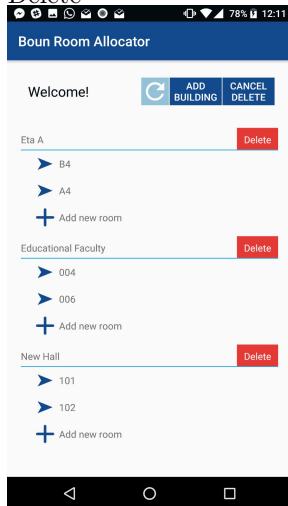 Delete
78% 12:11
Boun Room Allocator
Welcome!
ADD
BUILDING
CANCEL
DELETE
Eta A
Delete
B4
A4
Add new room
Educational Faculty
Delete
004
006
Add new room
New Hall
Delete
101
102
Add new room